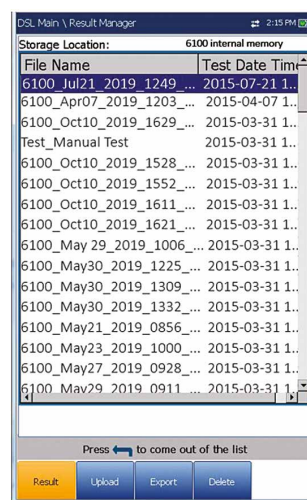 DSL Main \ Result Manager 2:15 PM
Storage Location: 6100 internal memory
File Name Test Date Time
6100_Jul21_2019_1249_... 2015-07-21 1..
6100_Apr07_2019_1203_... 2015-04-07 1..
6100_Oct10_2019_1629_... 2015-03-31 1..
Test_Manual Test 2015-03-31 1..
6100_Oct10_2019_1528_... 2015-03-31 1..
6100_Oct10_2019_1552_... 2015-03-31 1..
6100_Oct10_2019_1611_... 2015-03-31 1..
6100_Oct10_2019_1621_... 2015-03-31 1..
6100_May 29_2019_1006_... 2015-03-31 1..
6100_May30_2019_1225_... 2015-03-31 1..
6100_May30_2019_1309_... 2015-03-31 1..
6100_May30_2019_1332_... 2015-03-31 1..
6100_May21_2019_0856_... 2015-03-31 1..
6100_May23_2019_1000_... 2015-03-31 1..
6100_May27_2019_0928_... 2015-03-31 1..
6100_May29_2019_0911_... 2015-03-31 1..
Press to come out of the list
Result Upload Export Delete